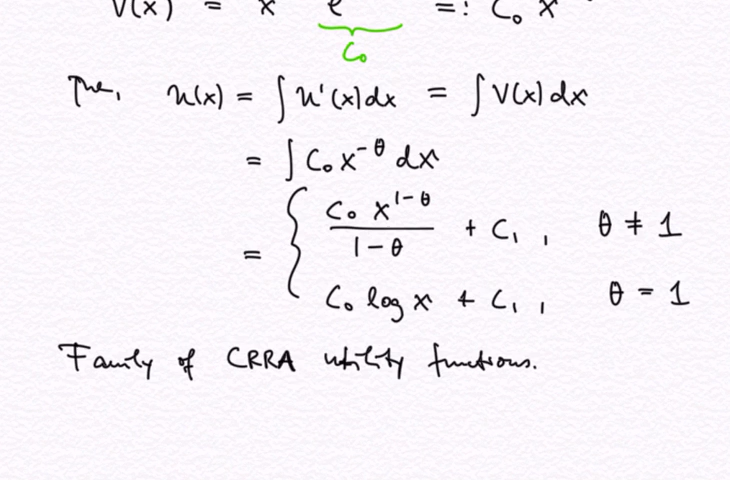 V(x) = x e =: C₀ x
C₀
The, u(x) = ∫ u'(x) dx = ∫ V(x) dx
= ∫ C₀ x^{-θ} dx
= { C₀ x^{1-θ} / (1-θ) + C₁ , θ ≠ 1
C₀ log x + C₁ , θ = 1
Family of CRRA utility functions.